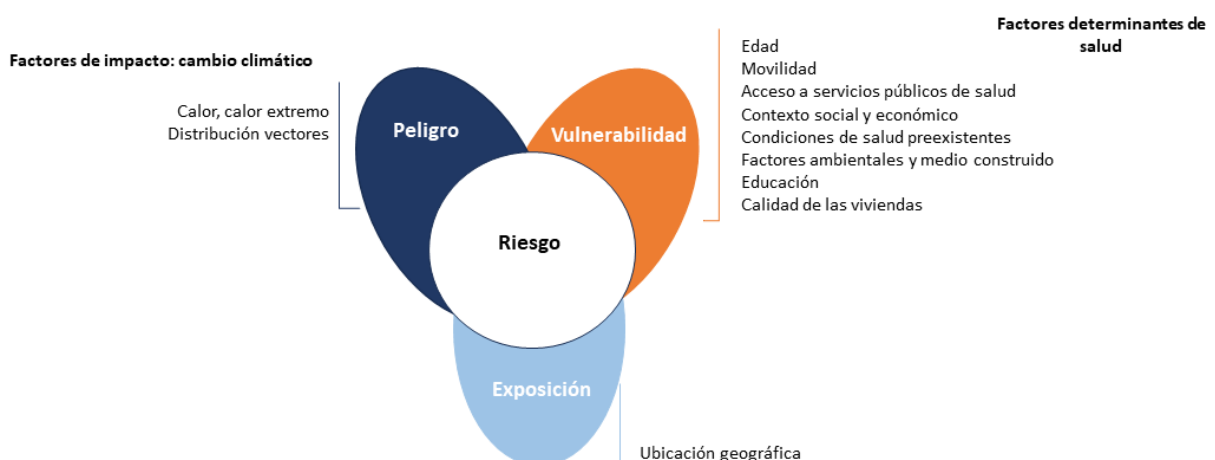 Factores determinantes de
salud
Factores de impacto: cambio climático
Calor, calor extremo
Distribución vectores
Peligro
Vulnerabilidad
Edad
Movilidad
Acceso a servicios públicos de salud
Contexto social y económico
Condiciones de salud preexistentes
Factores ambientales y medio construido
Educación
Calidad de las viviendas
Riesgo
Exposición
Ubicación geográfica